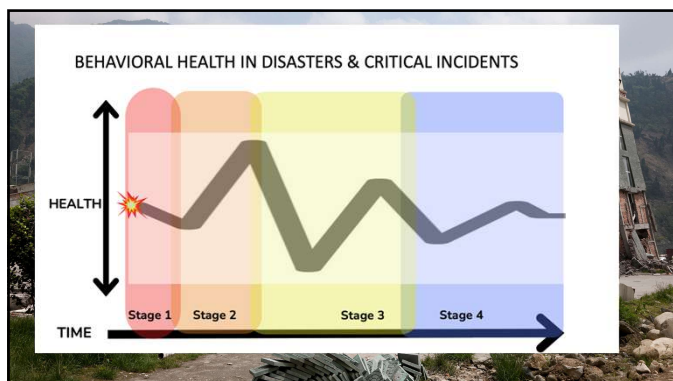 BEHAVIORAL HEALTH IN DISASTERS & CRITICAL INCIDENTS
HEALTH
Stage 1 Stage 2 Stage 3 Stage 4
TIME